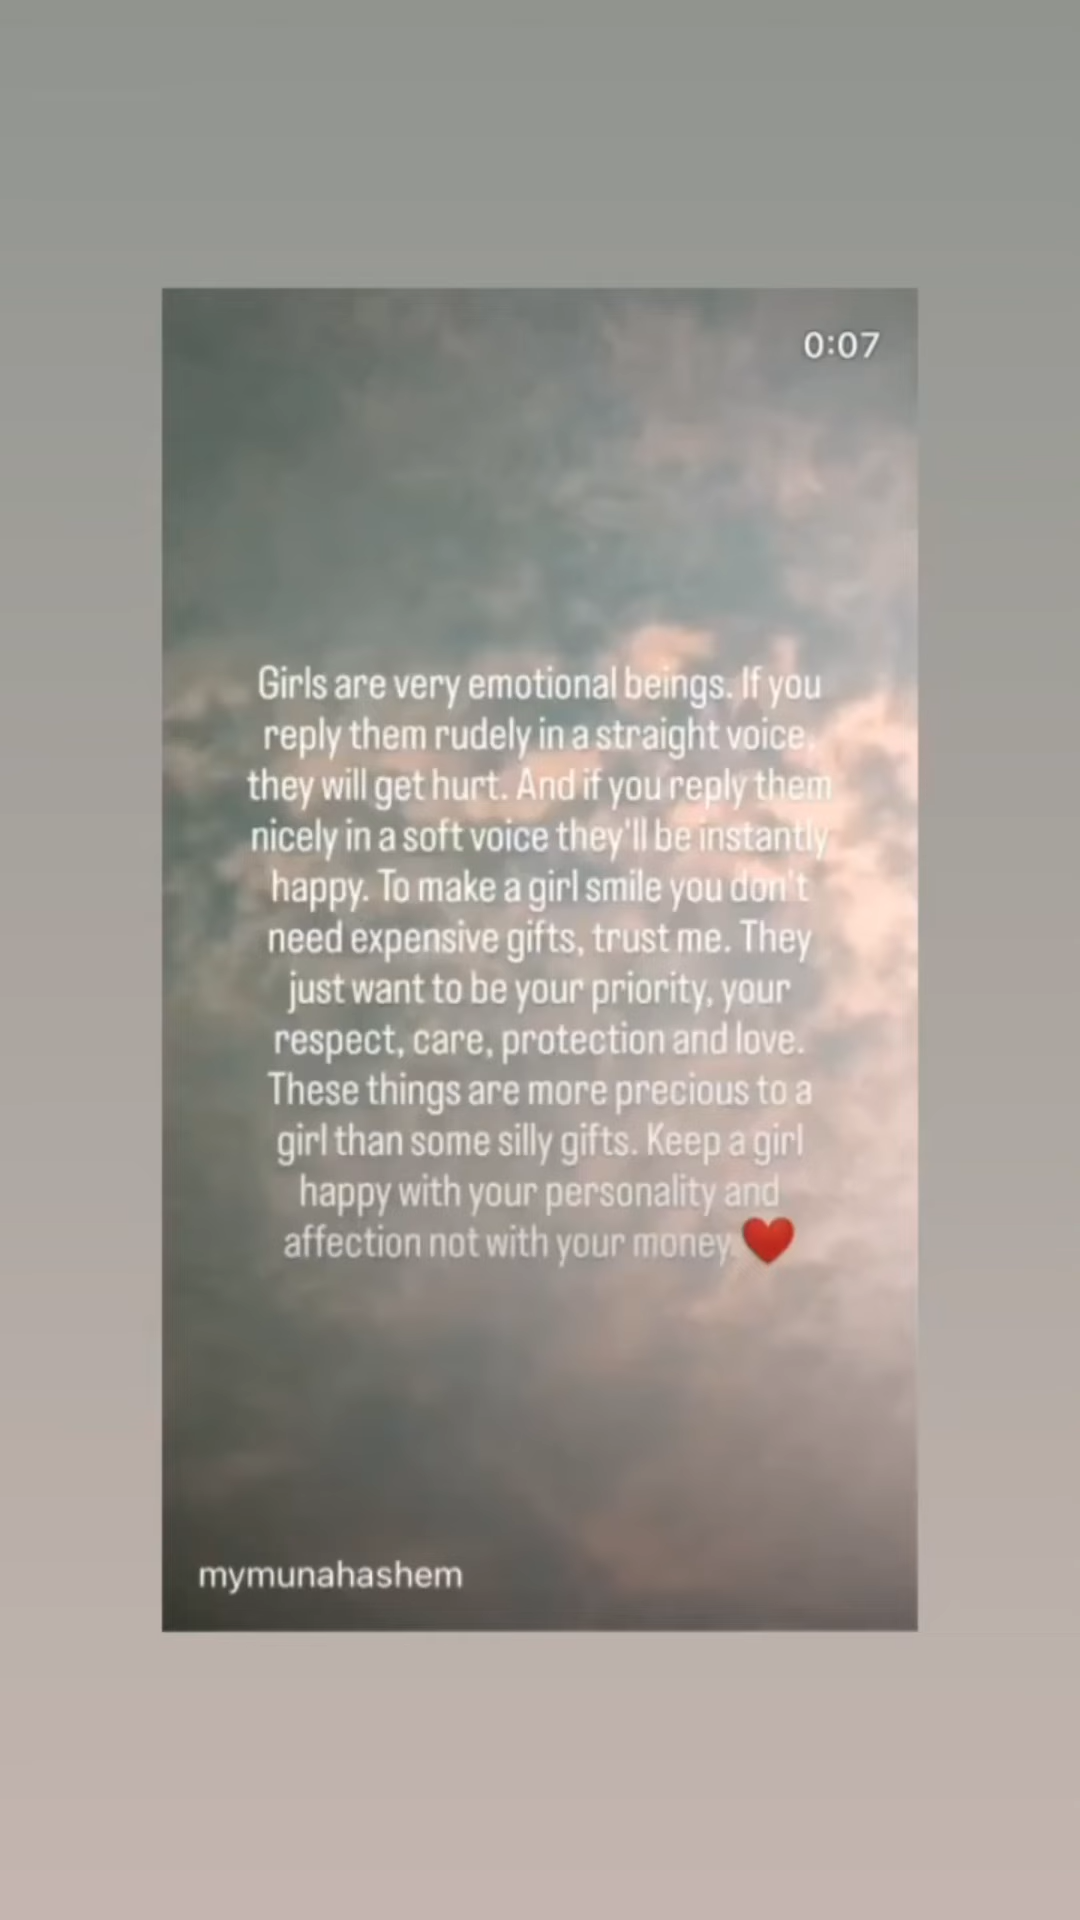 0:07
Girls are very emotional beings. If you
reply them rudely in a straight voice,
they will get hurt. And if you reply them
nicely in a soft voice they'll be instantly
happy. To make a girl smile you don't
need expensive gifts, trust me. They
just want to be your priority, your
respect, care, protection and love.
These things are more precious to a
girl than some silly gifts. Keep a girl
happy with your personality and
affection not with your money.❤️
mymunahashem